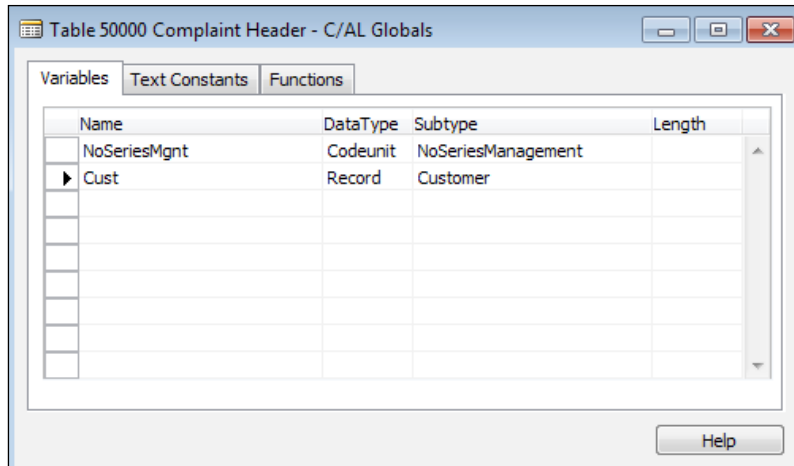 Table 50000 Complaint Header - C/AL Globals
Variables Text Constants Functions
Name DataType Subtype Length
NoSeriesMgnt Codeunit NoSeriesManagement
Cust Record Customer
Help